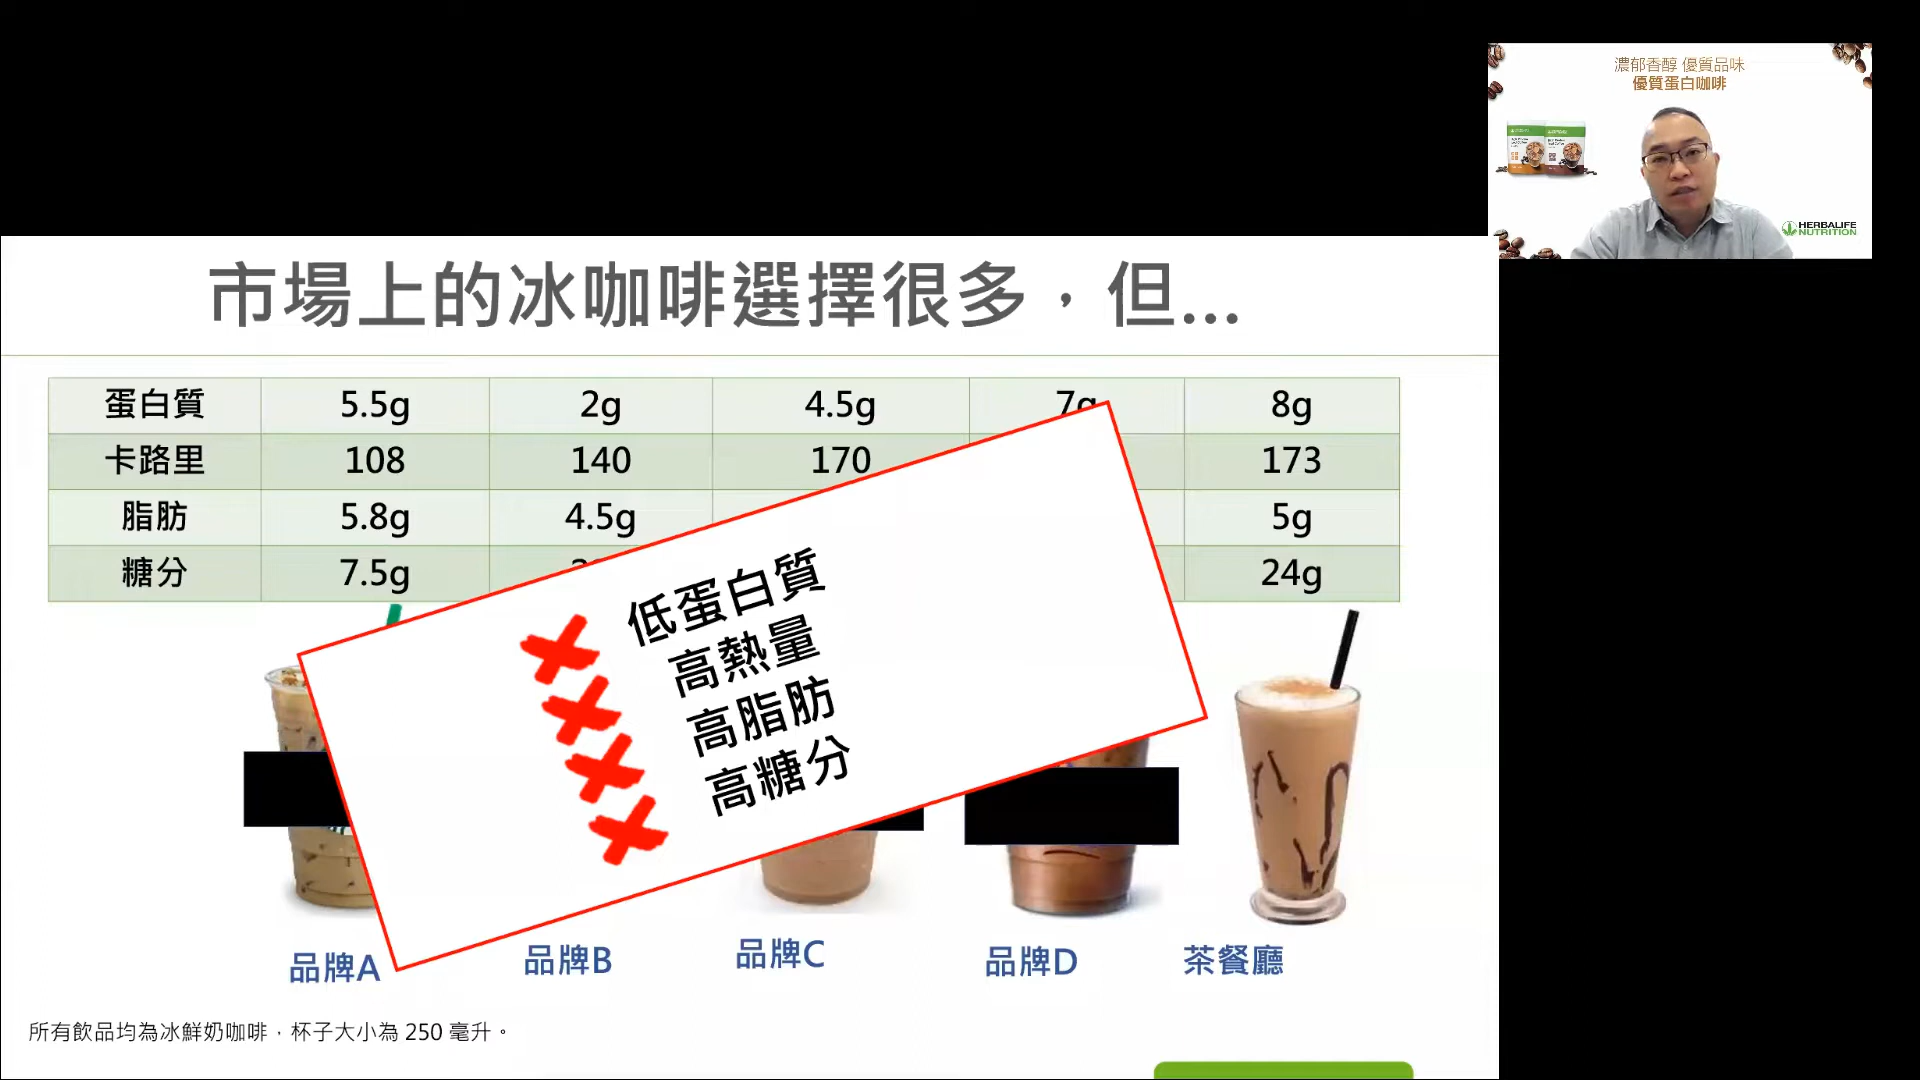 濃郁香醇 優質品味
優質蛋白咖啡
HERBALIFE
NUTRITION
市場上的冰咖啡選擇很多，但...
蛋白質 5.5g 2g 4.5g 7g 8g
卡路里 108 140 170 173
脂肪 5.8g 4.5g 5g
糖分 7.5g 24g
低蛋白質
高熱量
高脂肪
高糖分
品牌A 品牌B 品牌C 品牌D 茶餐廳
所有飲品均為冰鮮奶咖啡，杯子大小為 250 毫升。